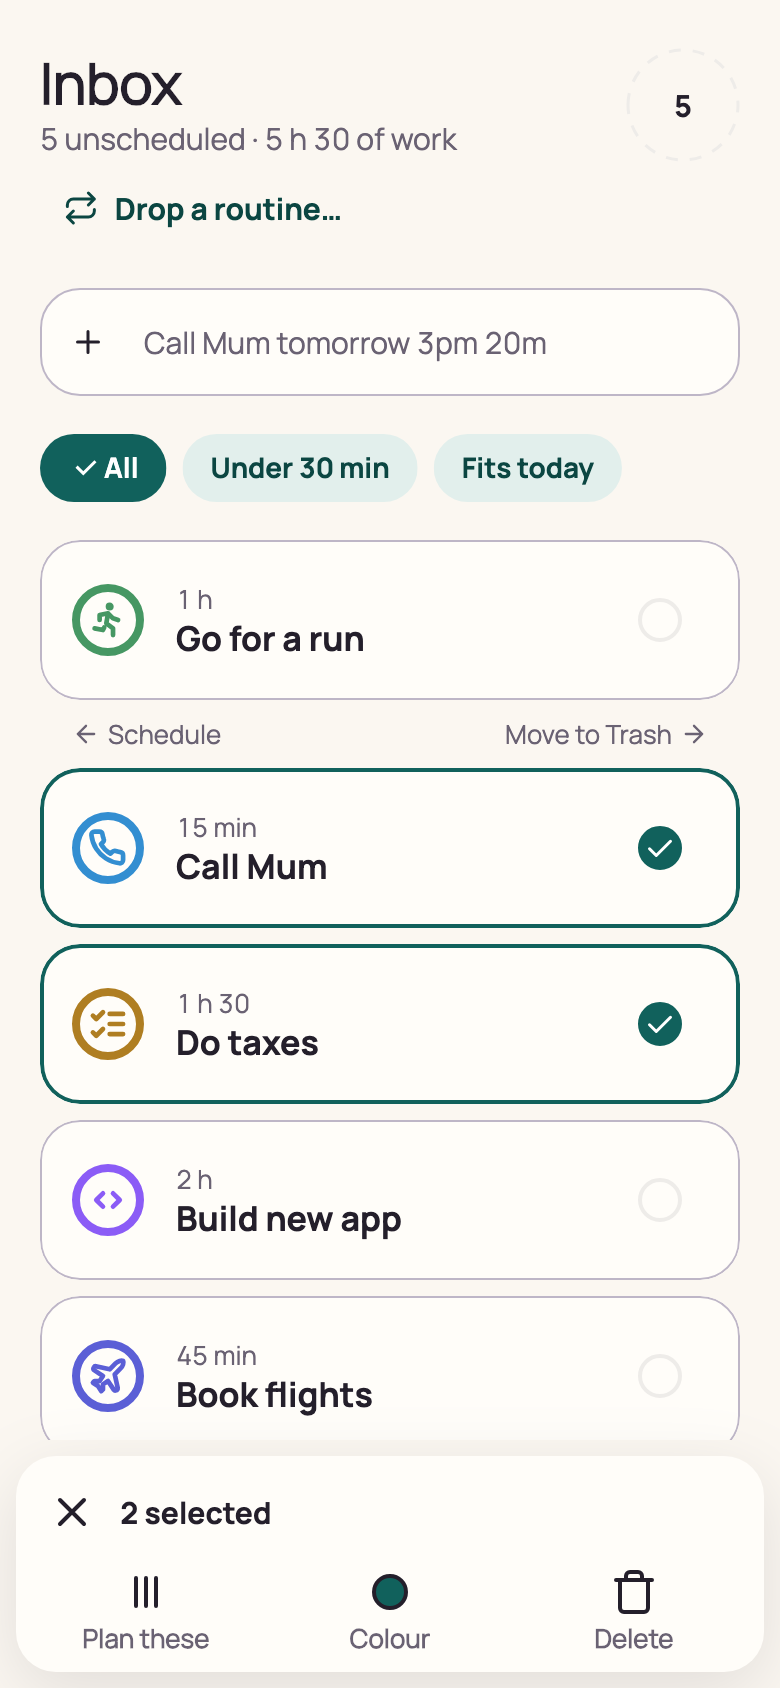 Inbox
5 unscheduled · 5 h 30 of work
5
Drop a routine...
Call Mum tomorrow 3pm 20m
All
Under 30 min
Fits today
1 h
Go for a run
Schedule
Move to Trash
15 min
Call Mum
1 h 30
Do taxes
2 h
Build new app
45 min
Book flights
2 selected
Plan these
Colour
Delete